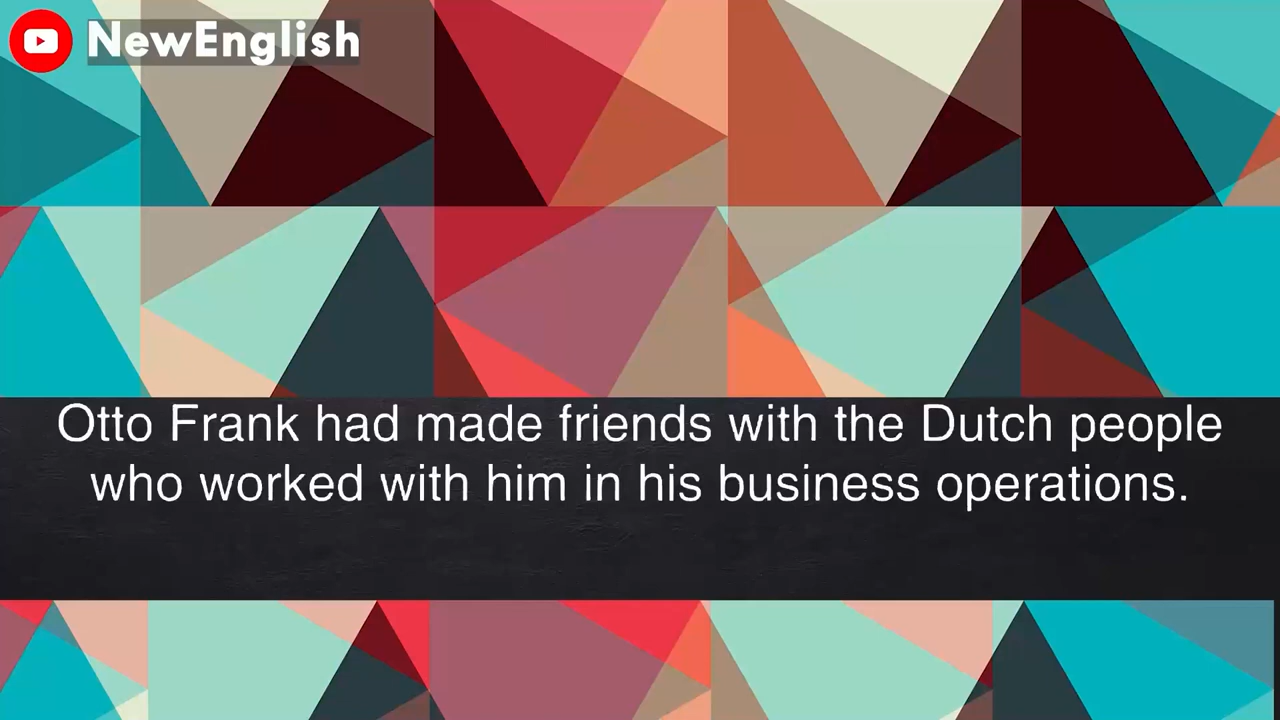 NewEnglish
Otto Frank had made friends with the Dutch people
who worked with him in his business operations.